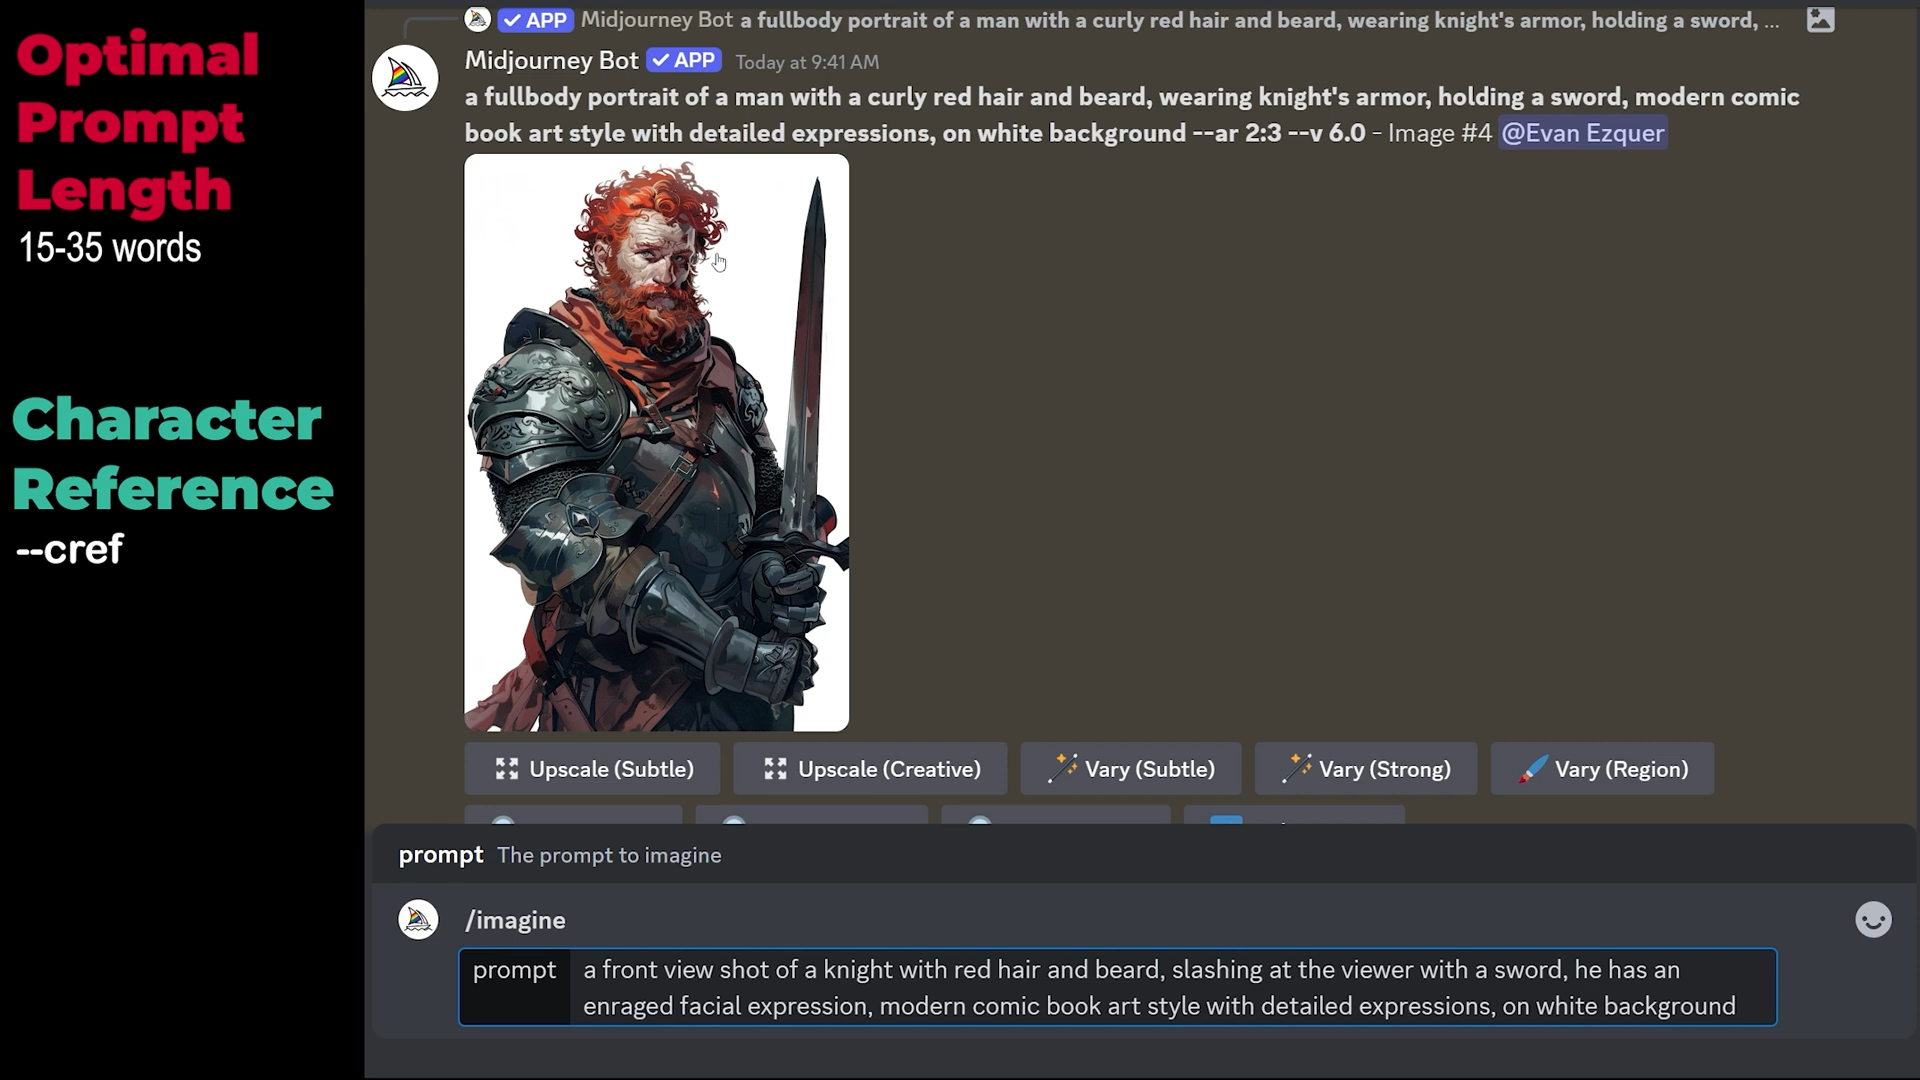 Optimal
Prompt
Length
15-35 words
Character
Reference
--cref
APP Midjourney Bot a fullbody portrait of a man with a curly red hair and beard, wearing knight's armor, holding a sword, ...
Midjourney Bot APP Today at 9:41 AM
a fullbody portrait of a man with a curly red hair and beard, wearing knight's armor, holding a sword, modern comic
book art style with detailed expressions, on white background --ar 2:3 --v 6.0 - Image #4 @Evan Ezquer
Upscale (Subtle) Upscale (Creative) Vary (Subtle) Vary (Strong) Vary (Region)
prompt The prompt to imagine
/imagine
prompt a front view shot of a knight with red hair and beard, slashing at the viewer with a sword, he has an
enraged facial expression, modern comic book art style with detailed expressions, on white background